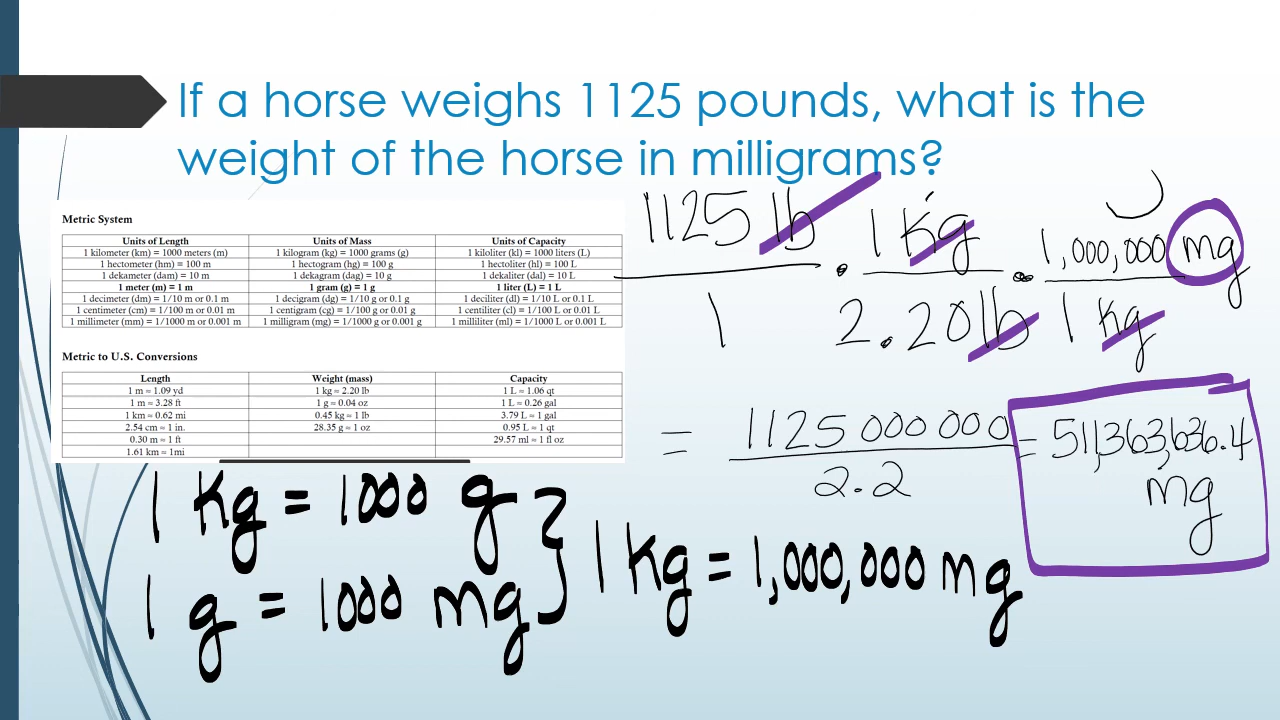 If a horse weighs 1125 pounds, what is the
weight of the horse in milligrams?
Metric System
Units of Length Units of Mass Units of Capacity
1 kilometer (km) = 1000 meters (m) 1 kilogram (kg) = 1000 grams (g) 1 kiloliter (kl) = 1000 liters (L)
1 hectometer (hm) = 100 m 1 hectogram (hg) = 100 g 1 hectoliter (hl) = 100 L
1 dekameter (dam) = 10 m 1 dekagram (dag) = 10 g 1 dekaliter (dal) = 10 L
1 meter (m) = 1 m 1 gram (g) = 1 g 1 liter (L) = 1 L
1 decimeter (dm) = 1/10 m or 0.1 m 1 decigram (dg) = 1/10 g or 0.1 g 1 deciliter (dl) = 1/10 L or 0.1 L
1 centimeter (cm) = 1/100 m or 0.01 m 1 centigram (cg) = 1/100 g or 0.01 g 1 centiliter (cl) = 1/100 L or 0.01 L
1 millimeter (mm) = 1/1000 m or 0.001 m 1 milligram (mg) = 1/1000 g or 0.001 g 1 milliliter (ml) = 1/1000 L or 0.001 L
Metric to U.S. Conversions
Length Weight (mass) Capacity
1 m ≈ 1.09 yd 1 kg ≈ 2.20 lb 1 L ≈ 1.06 qt
1 m ≈ 3.28 ft 1 g ≈ 0.04 oz 1 L ≈ 0.26 gal
1 km ≈ 0.62 mi 0.45 kg ≈ 1 lb 3.79 L ≈ 1 gal
2.54 cm ≈ 1 in. 28.35 g ≈ 1 oz 0.95 L ≈ 1 qt
0.30 m ≈ 1 ft 29.57 ml ≈ 1 fl oz
1.61 km ≈ 1mi
1125 lb · 1 Kg · 1,000,000 mg
1 2.20 lb 1 kg
= 1125 000 000 = 511,363,636.4
2.2 mg
1 Kg = 1000 g
1 g = 1000 mg } 1 Kg = 1,000,000 mg